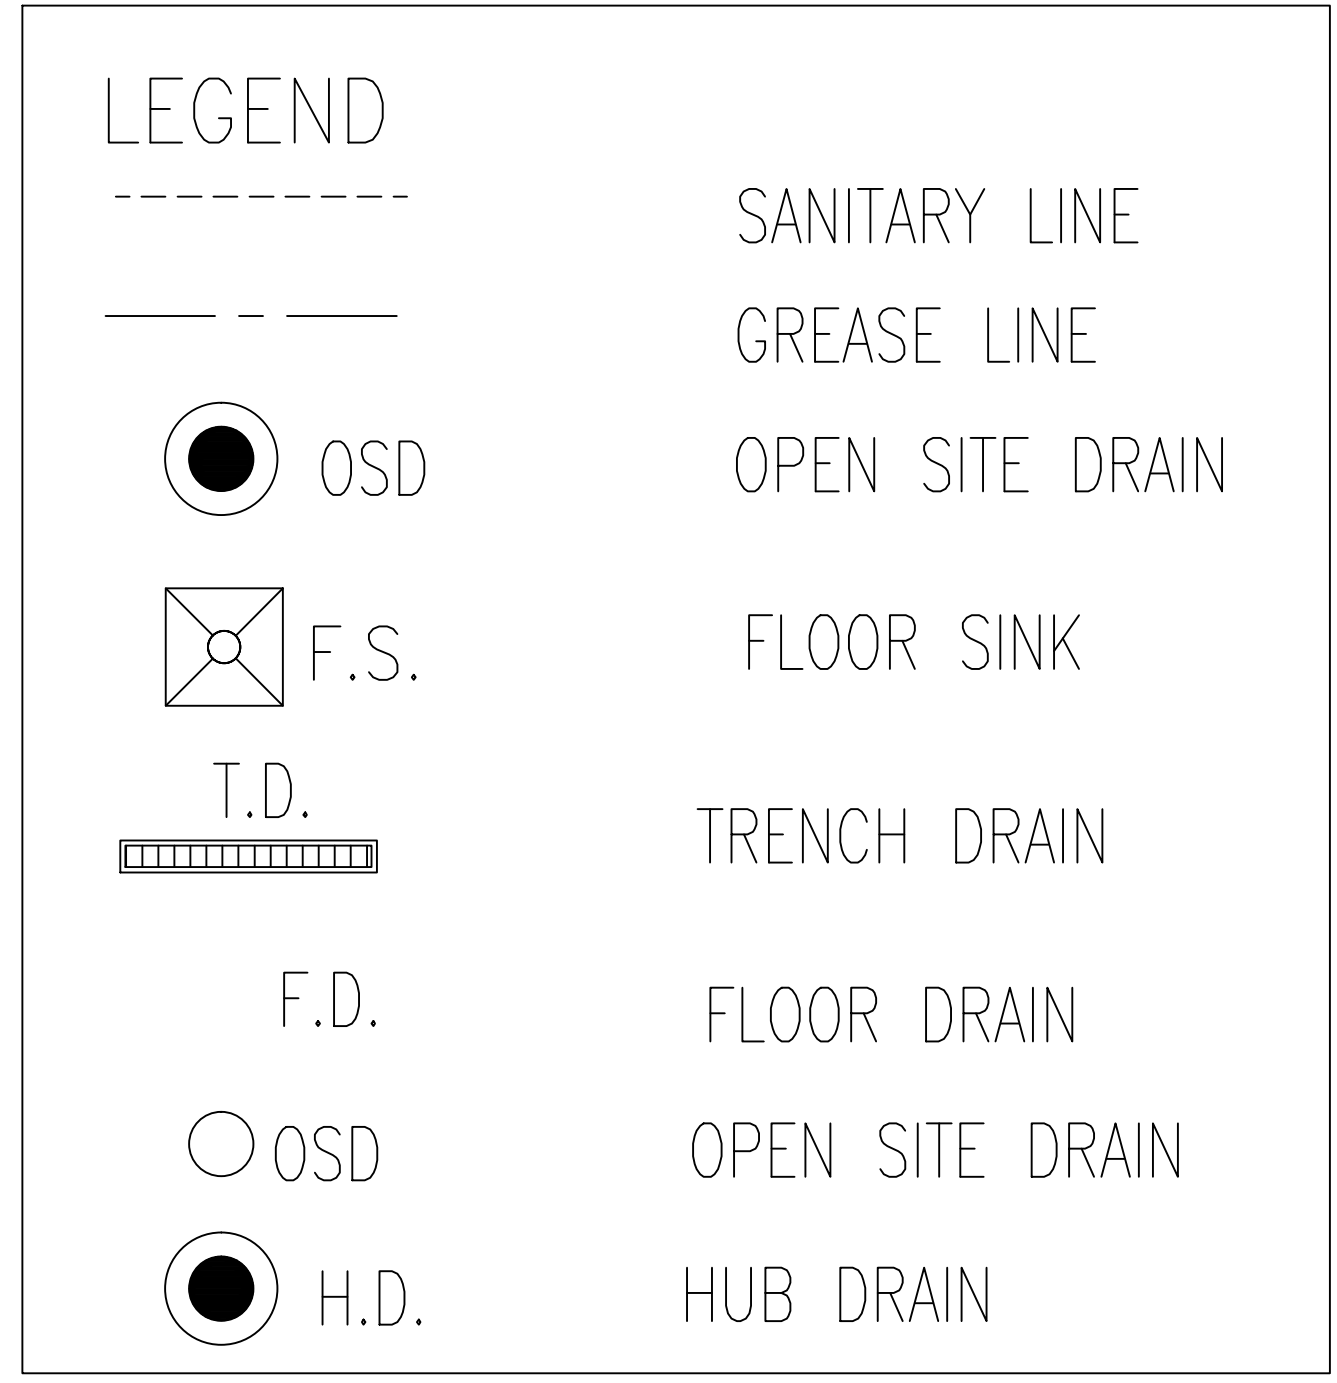 LEGEND
SANITARY LINE
GREASE LINE
OSD OPEN SITE DRAIN
F.S. FLOOR SINK
T.D.
TRENCH DRAIN
F.D. FLOOR DRAIN
OSD OPEN SITE DRAIN
H.D. HUB DRAIN